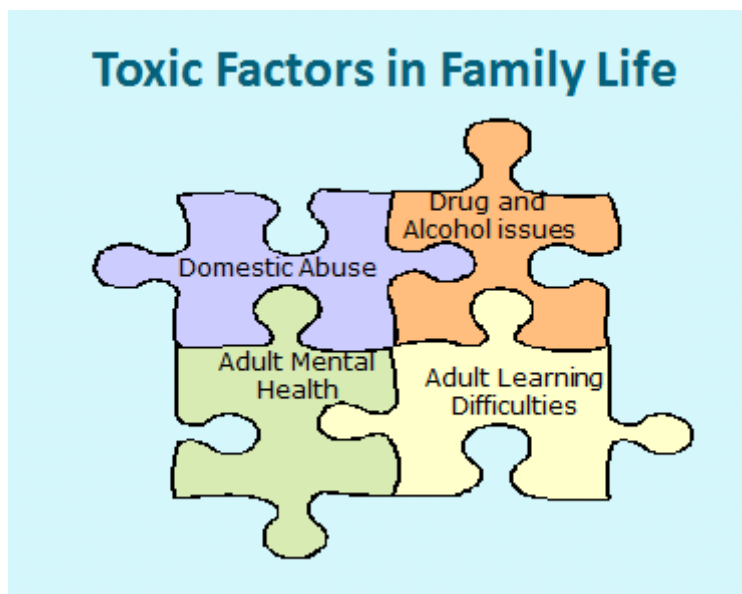 Toxic Factors in Family Life
Drug and
Alcohol issues
Domestic Abuse
Adult Mental
Health
Adult Learning
Difficulties